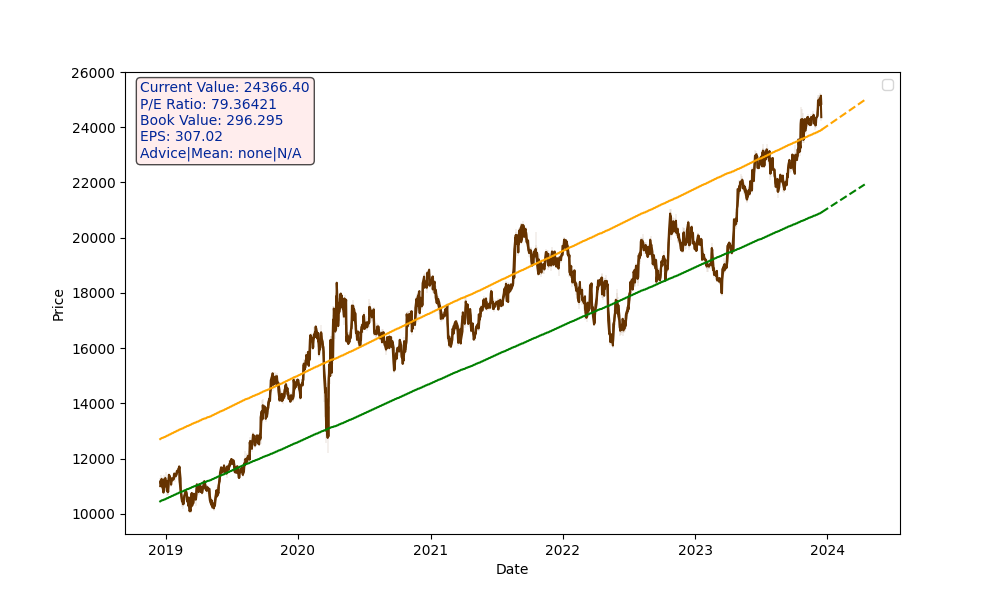 26000
24000
22000
20000
18000
16000
14000
12000
10000
Price
Current Value: 24366.40
P/E Ratio: 79.36421
Book Value: 296.295
EPS: 307.02
Advice|Mean: none|N/A
2019 2020 2021 2022 2023 2024
Date